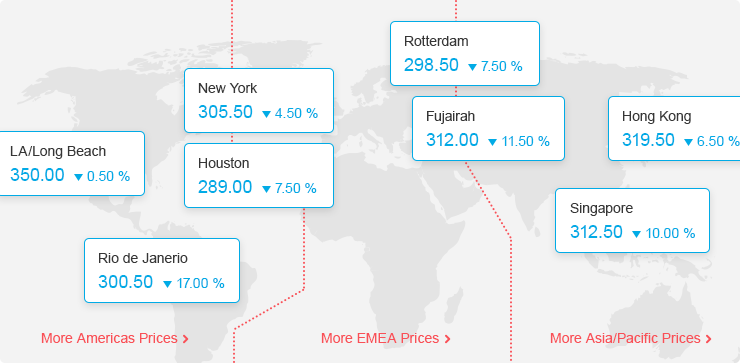 Rotterdam
298.50 ▼ 7.50 %
New York
305.50 ▼ 4.50 %
Fujairah
312.00 ▼ 11.50 %
Hong Kong
319.50 ▼ 6.50 %
LA/Long Beach
350.00 ▼ 0.50 %
Houston
289.00 ▼ 7.50 %
Singapore
312.50 ▼ 10.00 %
Rio de Janerio
300.50 ▼ 17.00 %
More Americas Prices >
More EMEA Prices >
More Asia/Pacific Prices >